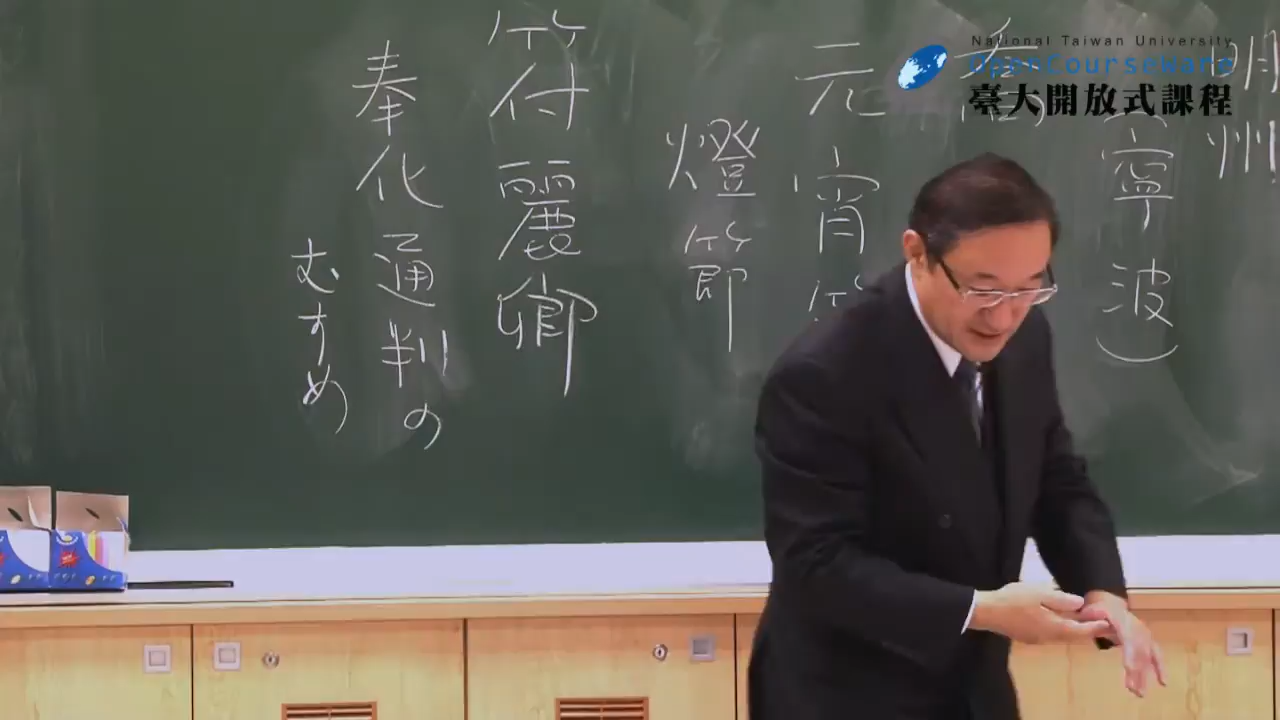 National Taiwan University
OpenCourseWare
臺大開放式課程
明州
(寧波)
元宵
燈節
符麗卿
奉化通判の
むすめ